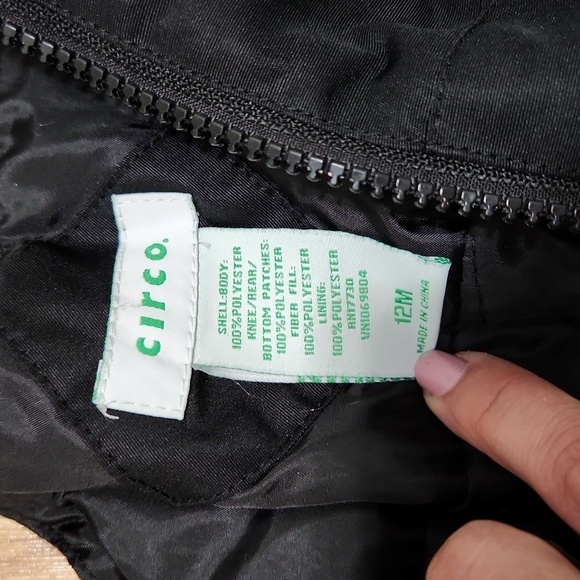 circo.
SHELL:BODY:
100%POLYESTER
KNEE/REAR/
BOTTOM PATCHES:
100%POLYESTER
FIBER FILL:
100%POLYESTER
LINING:
100%POLYESTER
RN17730
VN1069804
12M
MADE IN CHINA